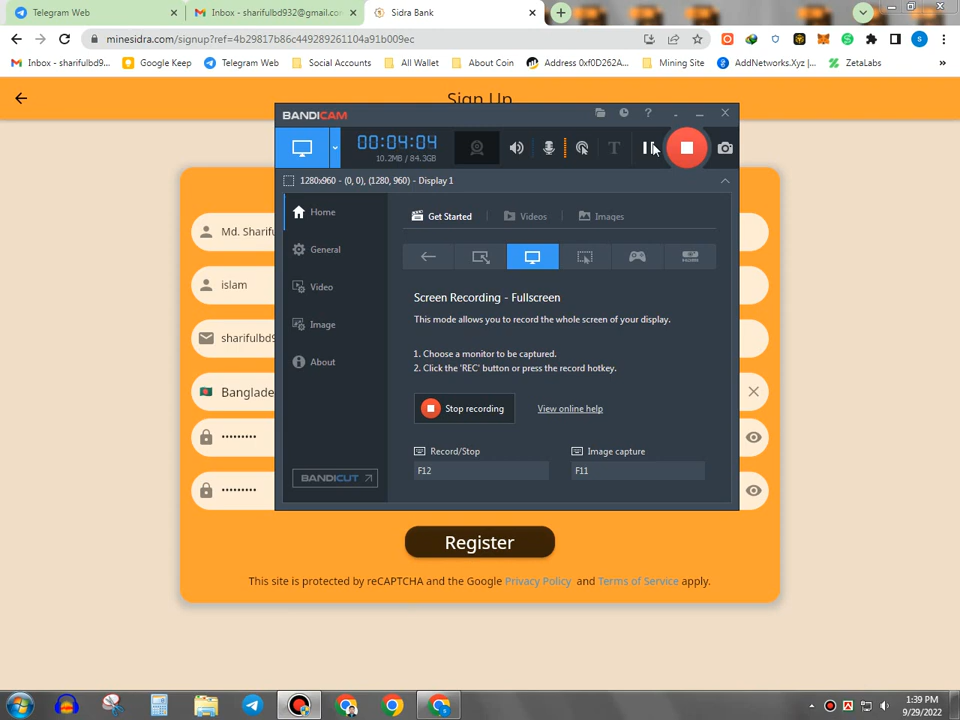 Telegram Web
Inbox - sharifulbd932@gmail.com
Sidra Bank
minesidra.com/signup?ref=4b29817b86c449289261104a91b009ec
Inbox - sharifulbd9...
Google Keep
Telegram Web
Social Accounts
All Wallet
About Coin
Address 0xf0D262A...
Mining Site
AddNetworks.Xyz |...
ZetaLabs
Sign Up
BANDICAM
00:04:04
10.2MB / 84.3GB
1280x960 - (0, 0), (1280, 960) - Display 1
Home
General
Video
Image
About
BANDICUT
Get Started
Videos
Images
Screen Recording - Fullscreen
This mode allows you to record the whole screen of your display.
1. Choose a monitor to be captured.
2. Click the 'REC' button or press the record hotkey.
Stop recording
View online help
Record/Stop
Image capture
F12
F11
Md. Sharifu
islam
sharifulbd9
Banglade
Register
This site is protected by reCAPTCHA and the Google Privacy Policy and Terms of Service apply.
1:39 PM
9/29/2022